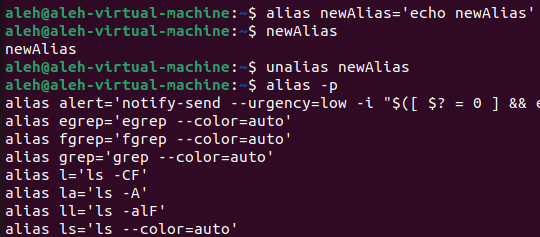 aleh@aleh-virtual-machine:~$ alias newAlias='echo newAlias'
aleh@aleh-virtual-machine:~$ newAlias
newAlias
aleh@aleh-virtual-machine:~$ unalias newAlias
aleh@aleh-virtual-machine:~$ alias -p
alias alert='notify-send --urgency=low -i "$([ $? = 0 ] &&
alias egrep='egrep --color=auto'
alias fgrep='fgrep --color=auto'
alias grep='grep --color=auto'
alias l='ls -CF'
alias la='ls -A'
alias ll='ls -alF'
alias ls='ls --color=auto'